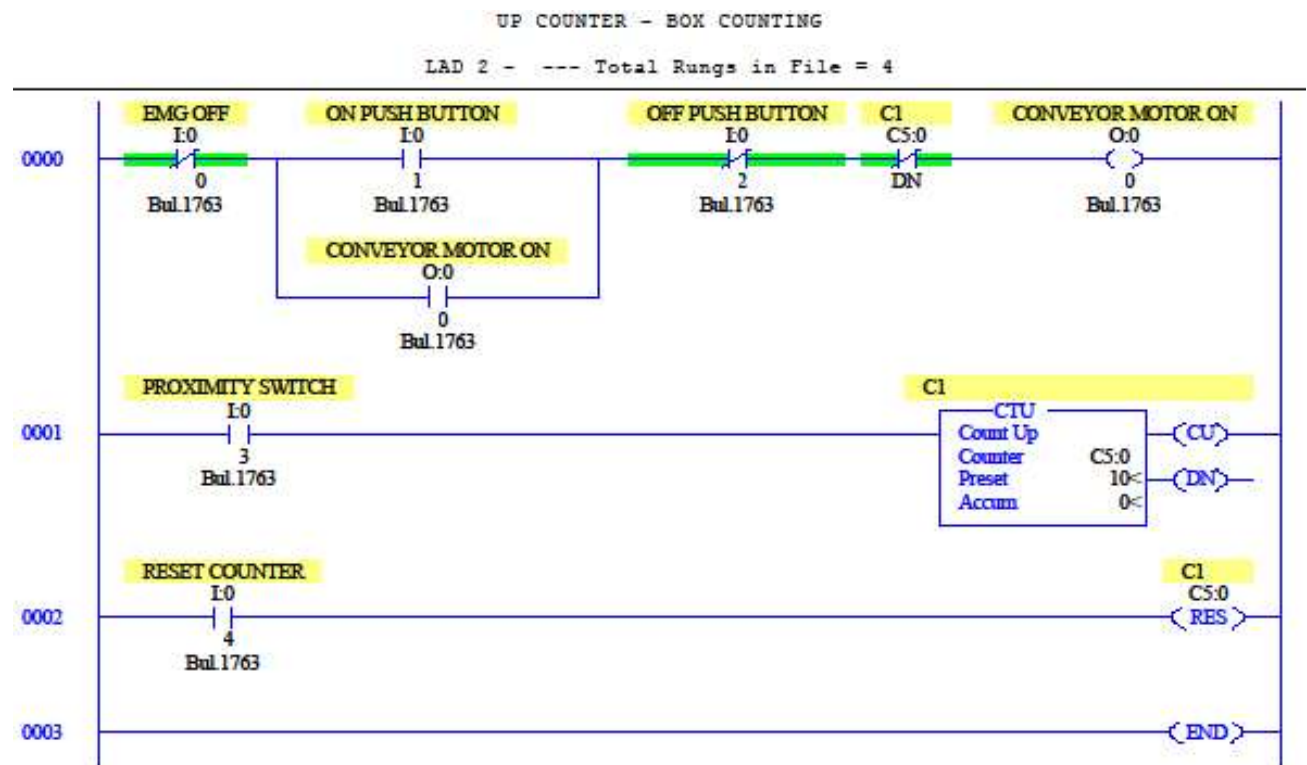 UP COUNTER - BOX COUNTING
LAD 2 - --- Total Rungs in File = 4
EMG OFF ON PUSH BUTTON OFF PUSH BUTTON C1 CONVEYOR MOTOR ON
I:0 I:0 I:0 C5:0 O:0
0000
0 1 2 DN 0
Bul.1763 Bul.1763 Bul.1763 Bul.1763
CONVEYOR MOTOR ON
O:0
0
Bul.1763
PROXIMITY SWITCH C1
I:0
0001
3
Bul.1763
CTU
Count Up CU
Counter C5:0
Preset 10< DN
Accum 0<
RESET COUNTER C1
I:0 C5:0
0002 RES
4
Bul.1763
0003 END